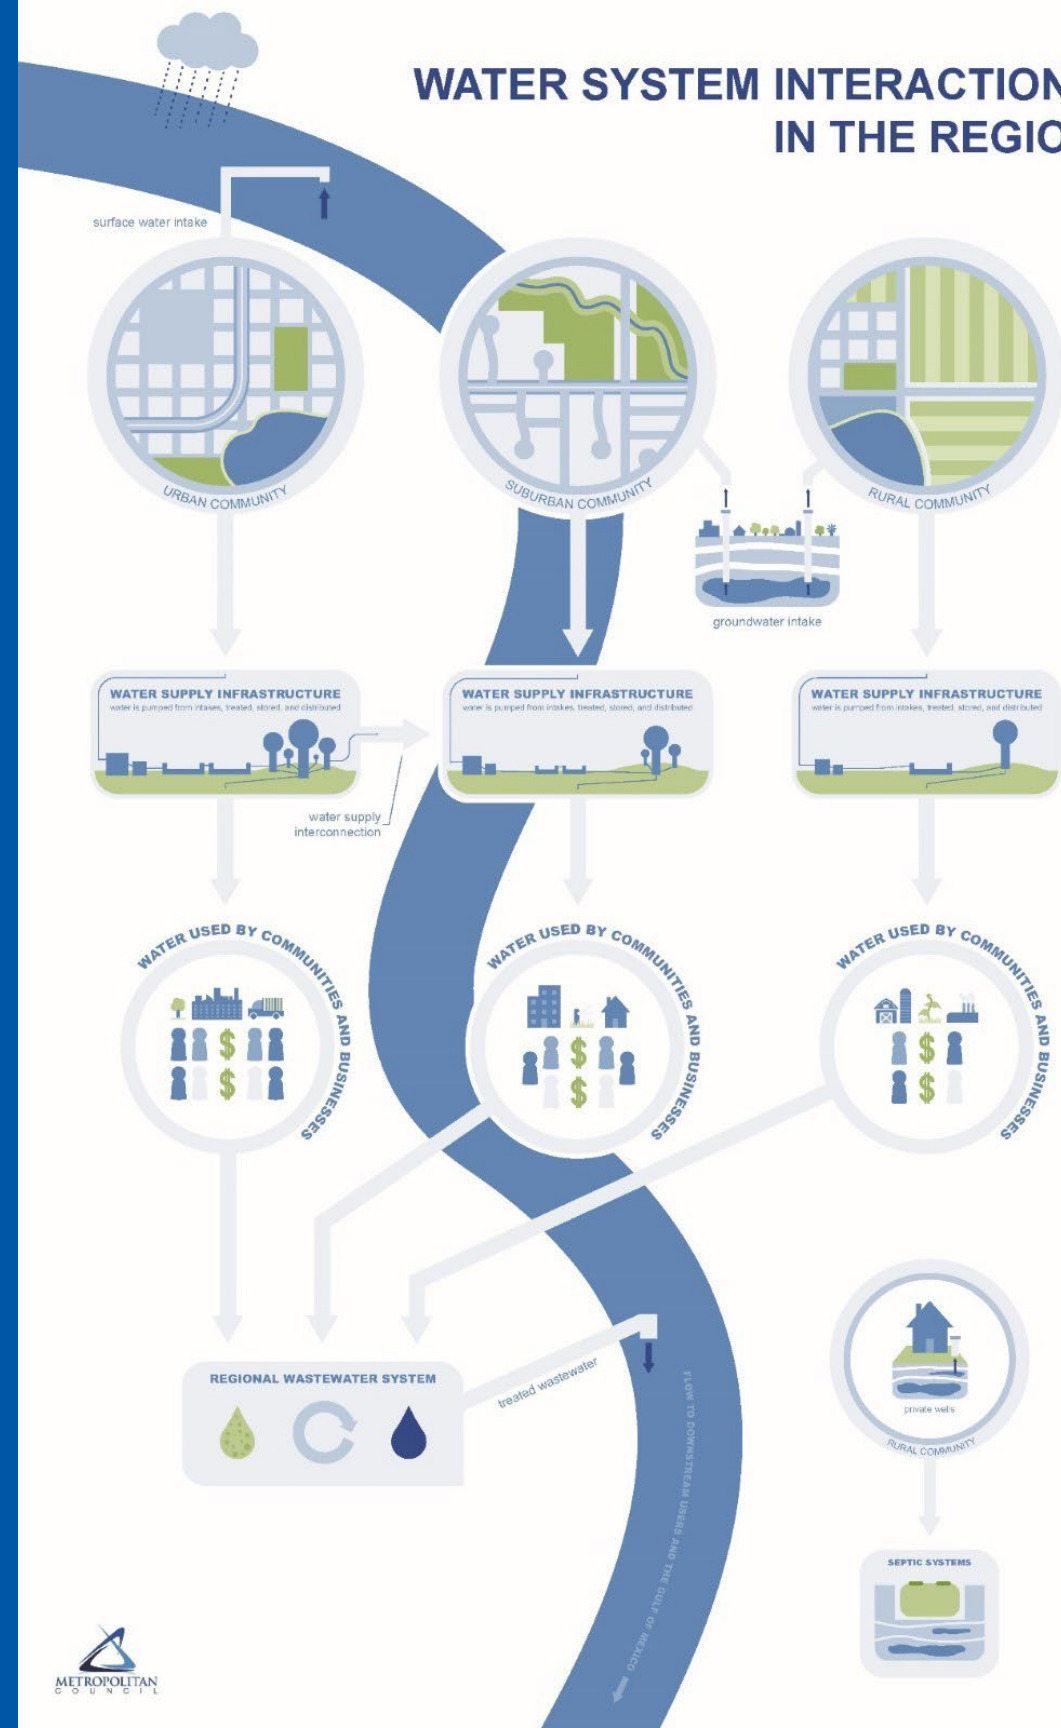 WATER SYSTEM INTERACTION
IN THE REGIO
surface water intake
URBAN COMMUNITY
SUBURBAN COMMUNITY
RURAL COMMUNITY
groundwater intake
WATER SUPPLY INFRASTRUCTURE
water is pumped from intakes, treated, stored, and distributed
WATER SUPPLY INFRASTRUCTURE
water is pumped from intakes, treated, stored, and distributed
WATER SUPPLY INFRASTRUCTURE
water is pumped from intakes, treated, stored, and distributed
water supply
interconnection
WATER USED BY COMMUNITIES AND BUSINESSES
$
$
WATER USED BY COMMUNITIES AND BUSINESSES
$
$
WATER USED BY COMMUNITIES AND BUSINESSES
$
$
REGIONAL WASTEWATER SYSTEM
treated wastewater
FLOW TO DOWNSTREAM USERS AND THE GULF OF MEXICO
private wells
RURAL COMMUNITY
SEPTIC SYSTEMS
METROPOLITAN
COUNCIL